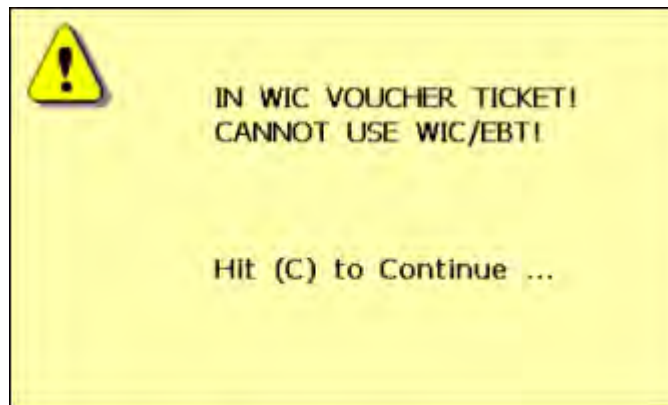 IN WIC VOUCHER TICKET!
CANNOT USE WIC/EBT!
Hit (C) to Continue ...